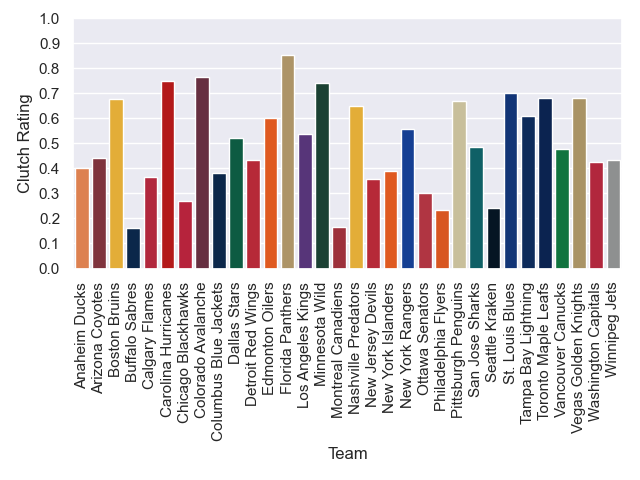 1.0
0.9
0.8
0.7
0.6
0.5
0.4
0.3
0.2
0.1
0.0
Clutch Rating
Anaheim Ducks
Arizona Coyotes
Boston Bruins
Buffalo Sabres
Calgary Flames
Carolina Hurricanes
Chicago Blackhawks
Colorado Avalanche
Columbus Blue Jackets
Dallas Stars
Detroit Red Wings
Edmonton Oilers
Florida Panthers
Los Angeles Kings
Minnesota Wild
Montreal Canadiens
Nashville Predators
New Jersey Devils
New York Islanders
New York Rangers
Ottawa Senators
Philadelphia Flyers
Pittsburgh Penguins
San Jose Sharks
Seattle Kraken
St. Louis Blues
Tampa Bay Lightning
Toronto Maple Leafs
Vancouver Canucks
Vegas Golden Knights
Washington Capitals
Winnipeg Jets
Team